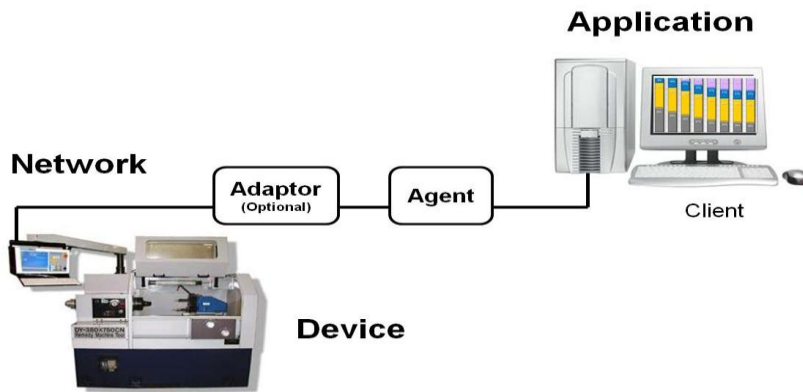 Application
Network
Adaptor
(Optional)
Agent
Client
Device